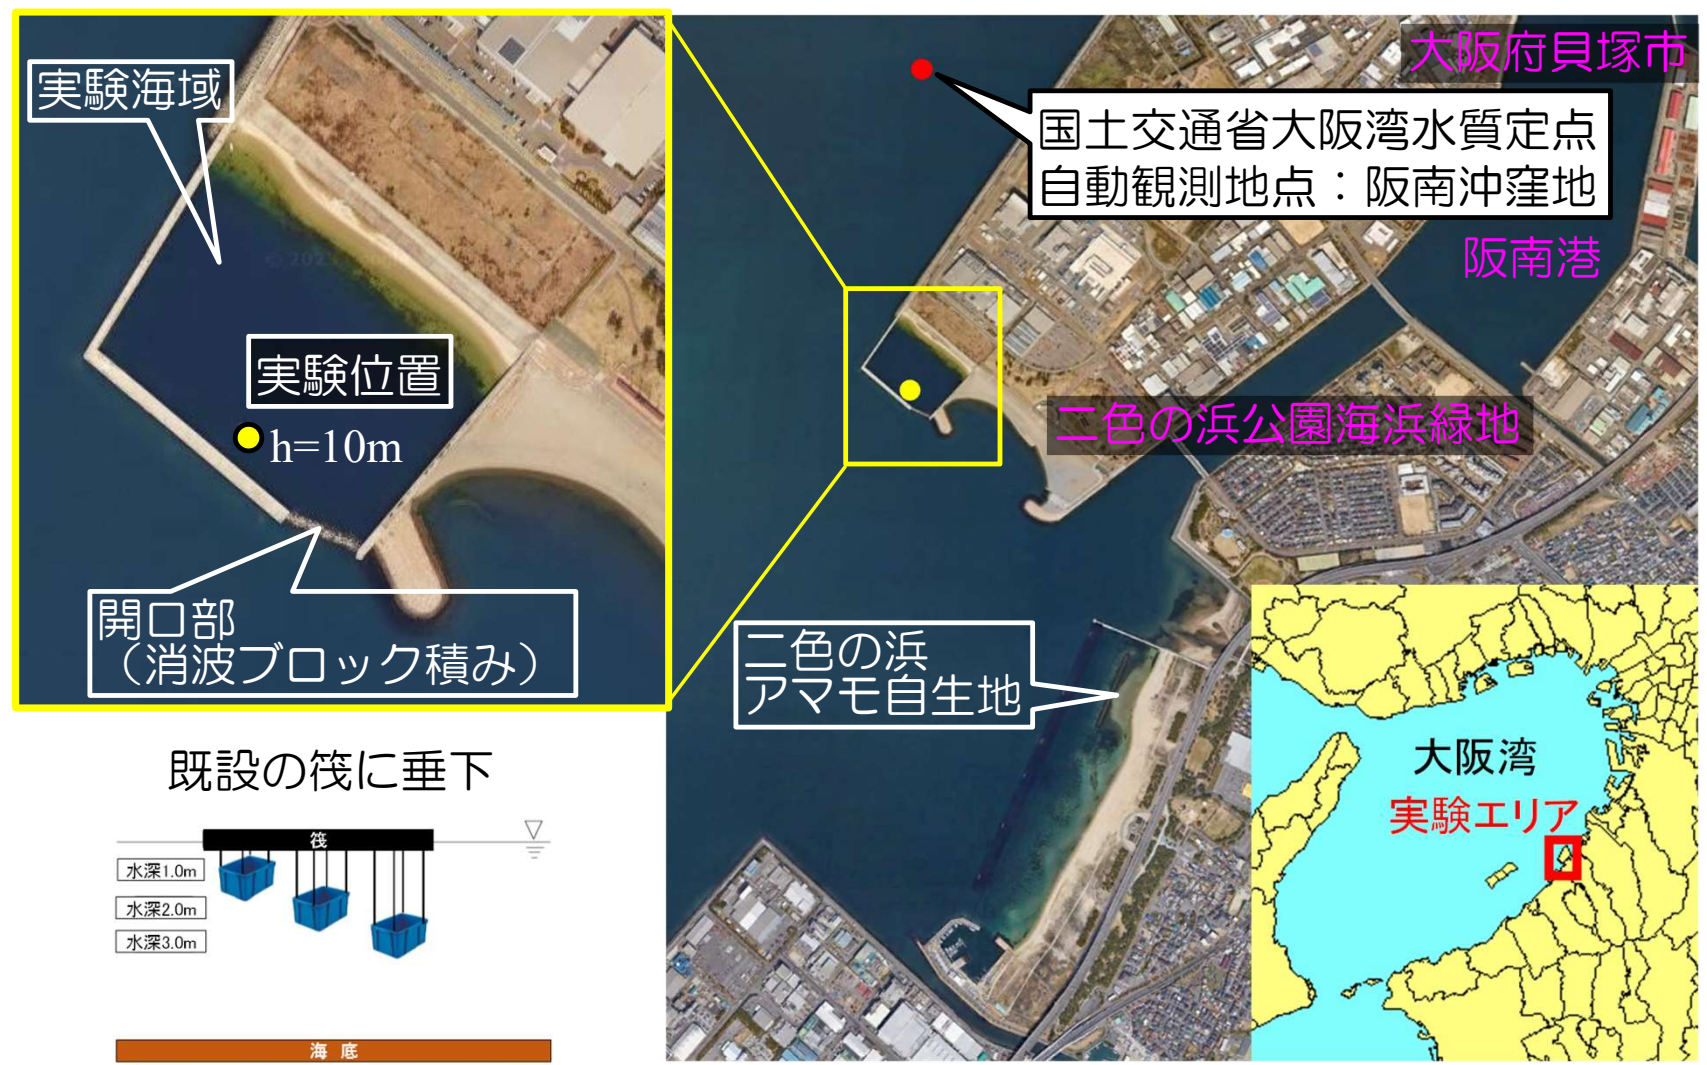 大阪府貝塚市
実験海域
国土交通省大阪湾水質定点
自動観測地点：阪南沖窪地
阪南港
実験位置
h=10m
二色の浜公園海浜緑地
開口部
（消波ブロック積み）
二色の浜
アマモ自生地
既設の筏に垂下
筏
水深1.0m
水深2.0m
水深3.0m
海底
大阪湾
実験エリア